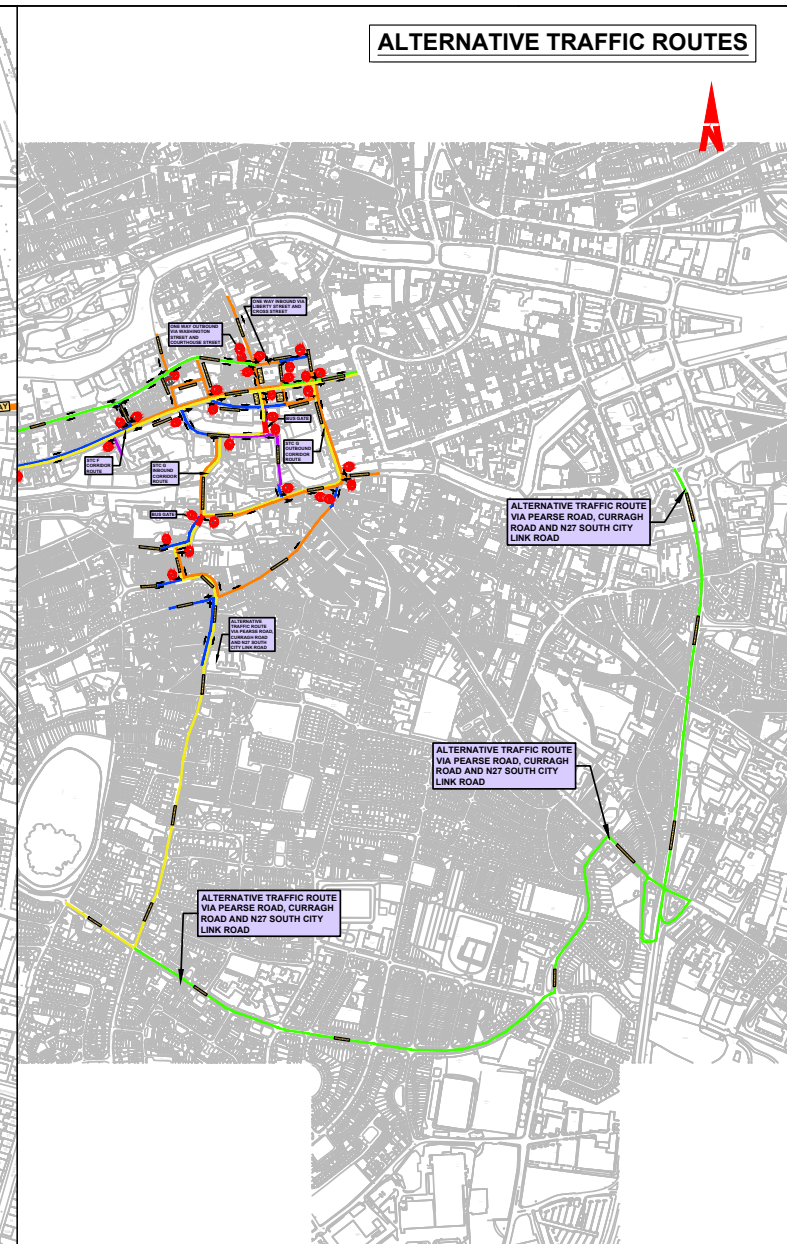 ALTERNATIVE TRAFFIC ROUTES
N
ONE WAY INBOUND VIA
LIBERTY STREET AND
CROSS STREET
ONE WAY OUTBOUND
VIA WASHINGTON
STREET AND
COURTHOUSE STREET
AY
BUS GATE
STC F
CORRIDOR
ROUTE
STC G
INBOUND
CORRIDOR
ROUTE
STC G
OUTBOUND
CORRIDOR
ROUTE
BUS GATE
ALTERNATIVE TRAFFIC ROUTE
VIA PEARSE ROAD, CURRAGH
ROAD AND N27 SOUTH CITY
LINK ROAD
ALTERNATIVE
TRAFFIC ROUTE
VIA PEARSE ROAD,
CURRAGH ROAD
AND N27 SOUTH
CITY LINK ROAD
ALTERNATIVE TRAFFIC ROUTE
VIA PEARSE ROAD, CURRAGH
ROAD AND N27 SOUTH CITY
LINK ROAD
ALTERNATIVE TRAFFIC ROUTE
VIA PEARSE ROAD, CURRAGH
ROAD AND N27 SOUTH CITY
LINK ROAD